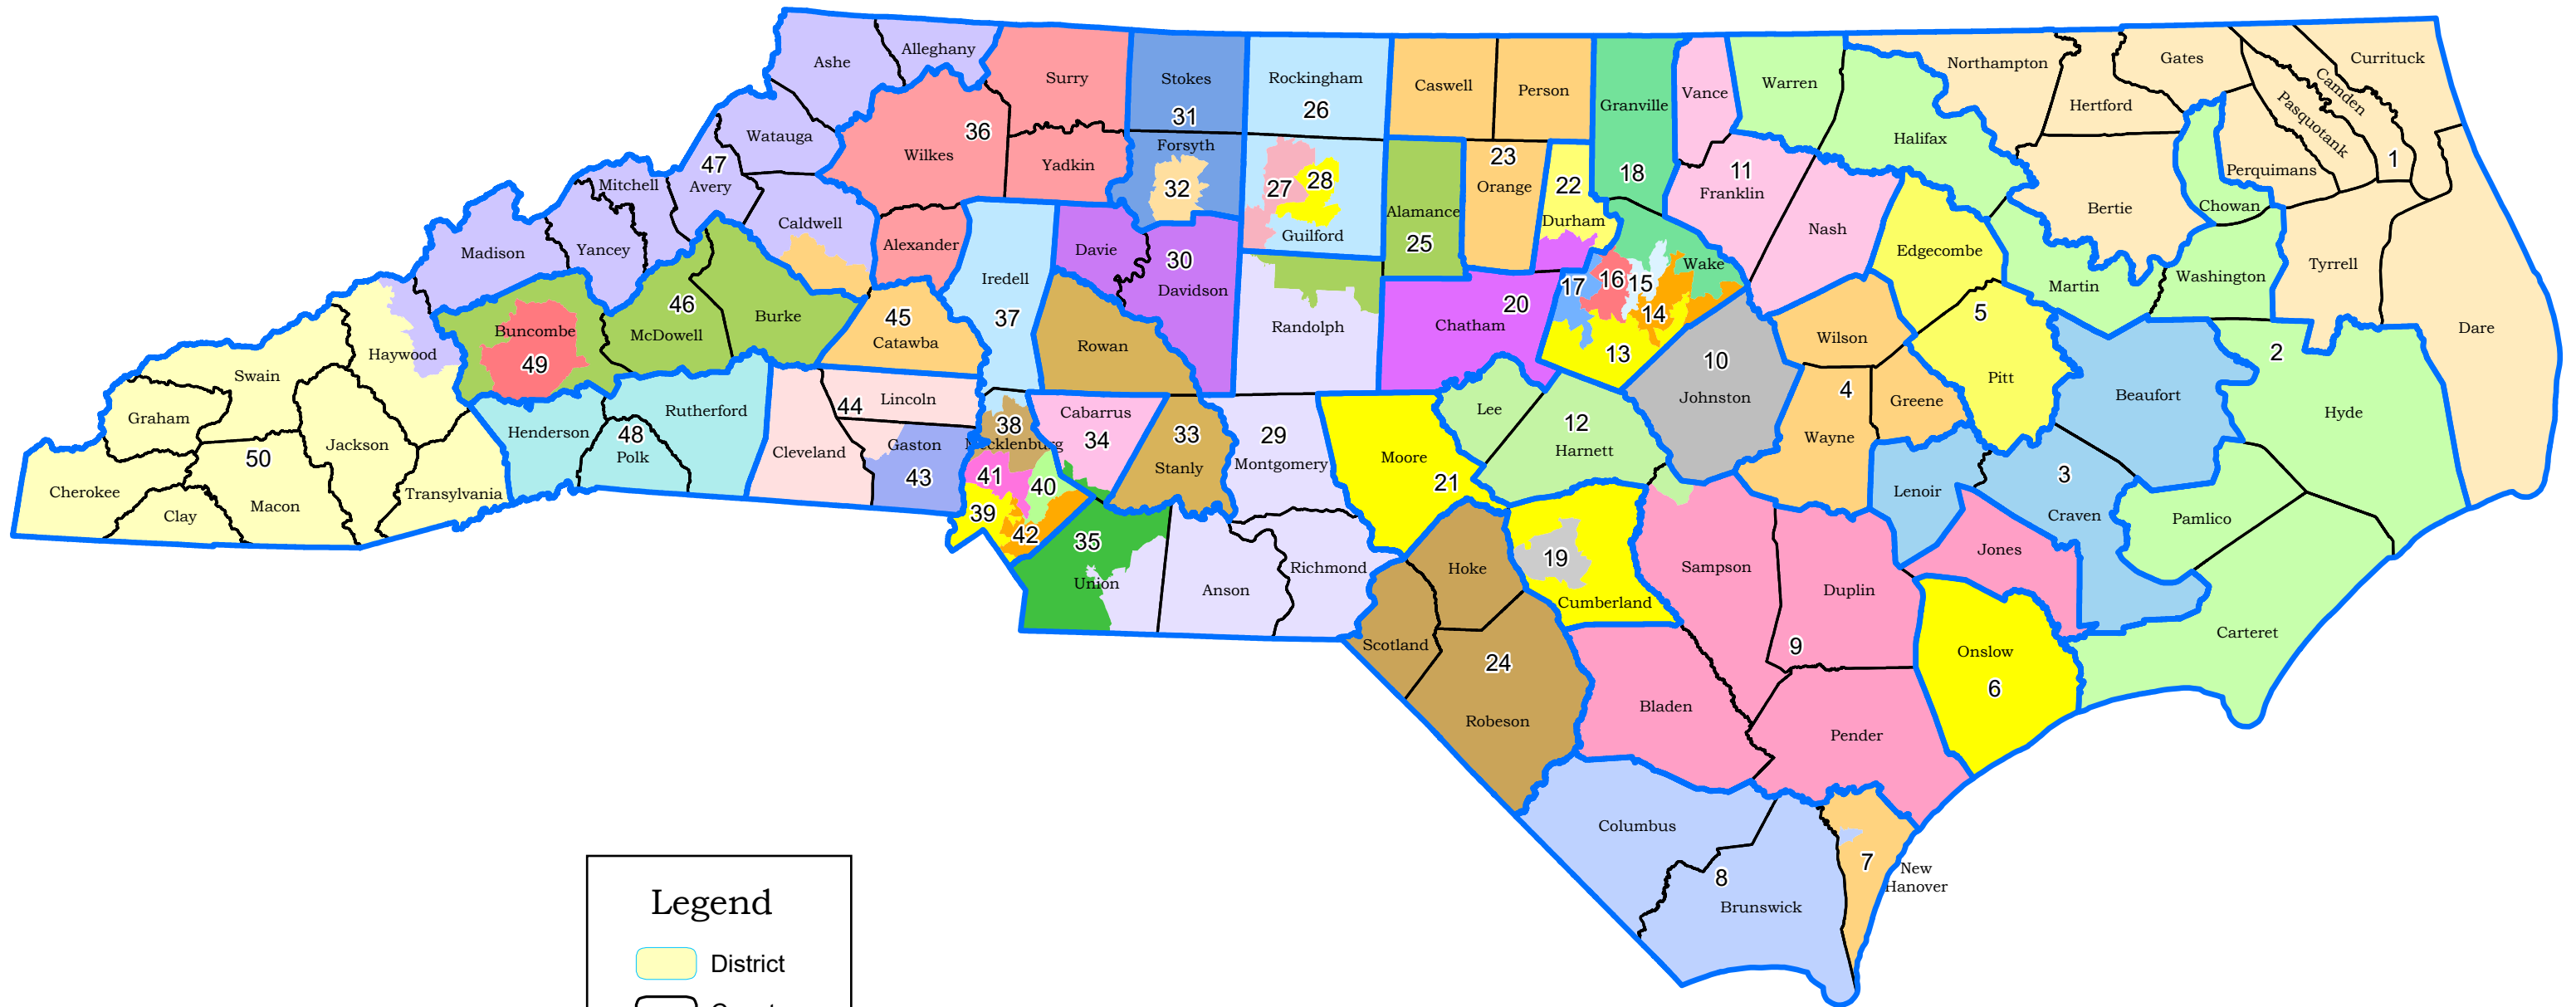 Ashe
Alleghany
Surry
Stokes
31
Rockingham
26
Caswell
Person
Granville
Vance
Warren
Northampton
Gates
Currituck
Camden
Hertford
Pasquotank
Halifax
Watauga
36
Wilkes
Yadkin
Forsyth
32
27
28
Guilford
23
Orange
22
Durham
18
11
Franklin
1
Perquimans
Chowan
Bertie
47
Mitchell
Avery
Caldwell
Alexander
Davie
30
Davidson
Alamance
25
Nash
Edgecombe
Madison
Yancey
Iredell
37
Wake
17
16
15
14
13
Martin
Washington
Tyrrell
Dare
46
McDowell
Burke
45
Catawba
Buncombe
49
Haywood
Rowan
Randolph
20
Chatham
10
Johnston
Wilson
5
Pitt
2
Beaufort
Hyde
Swain
Graham
Jackson
50
Cherokee
Clay
Macon
Transylvania
Henderson
48
Polk
Rutherford
44
Lincoln
Cleveland
Gaston
43
38
Mecklenburg
Cabarrus
34
41
40
39
42
33
Stanly
29
Montgomery
Moore
21
Lee
12
Harnett
4
Wayne
Greene
Lenoir
3
Craven
Pamlico
35
Union
Anson
Richmond
Hoke
19
Cumberland
Sampson
Duplin
9
Jones
Onslow
6
Carteret
Scotland
24
Robeson
Bladen
Pender
Columbus
8
Brunswick
7
New
Hanover
Legend
District